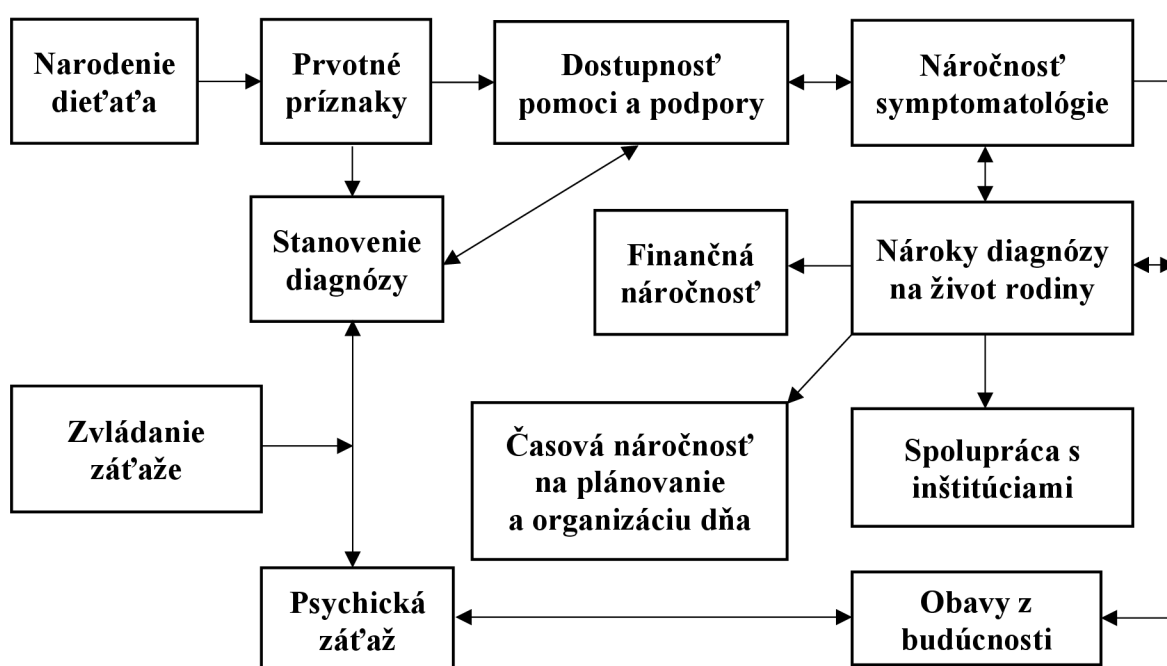 Narodenie
dieťaťa
Prvotné
príznaky
Dostupnosť
pomoci a podpory
Náročnosť
symptomatológie
Stanovenie
diagnózy
Finančná
náročnosť
Nároky diagnózy
na život rodiny
Zvládanie
záťaže
Časová náročnosť
na plánovanie
a organizáciu dňa
Spolupráca s
inštitúciami
Psychická
záťaž
Obavy z
budúcnosti